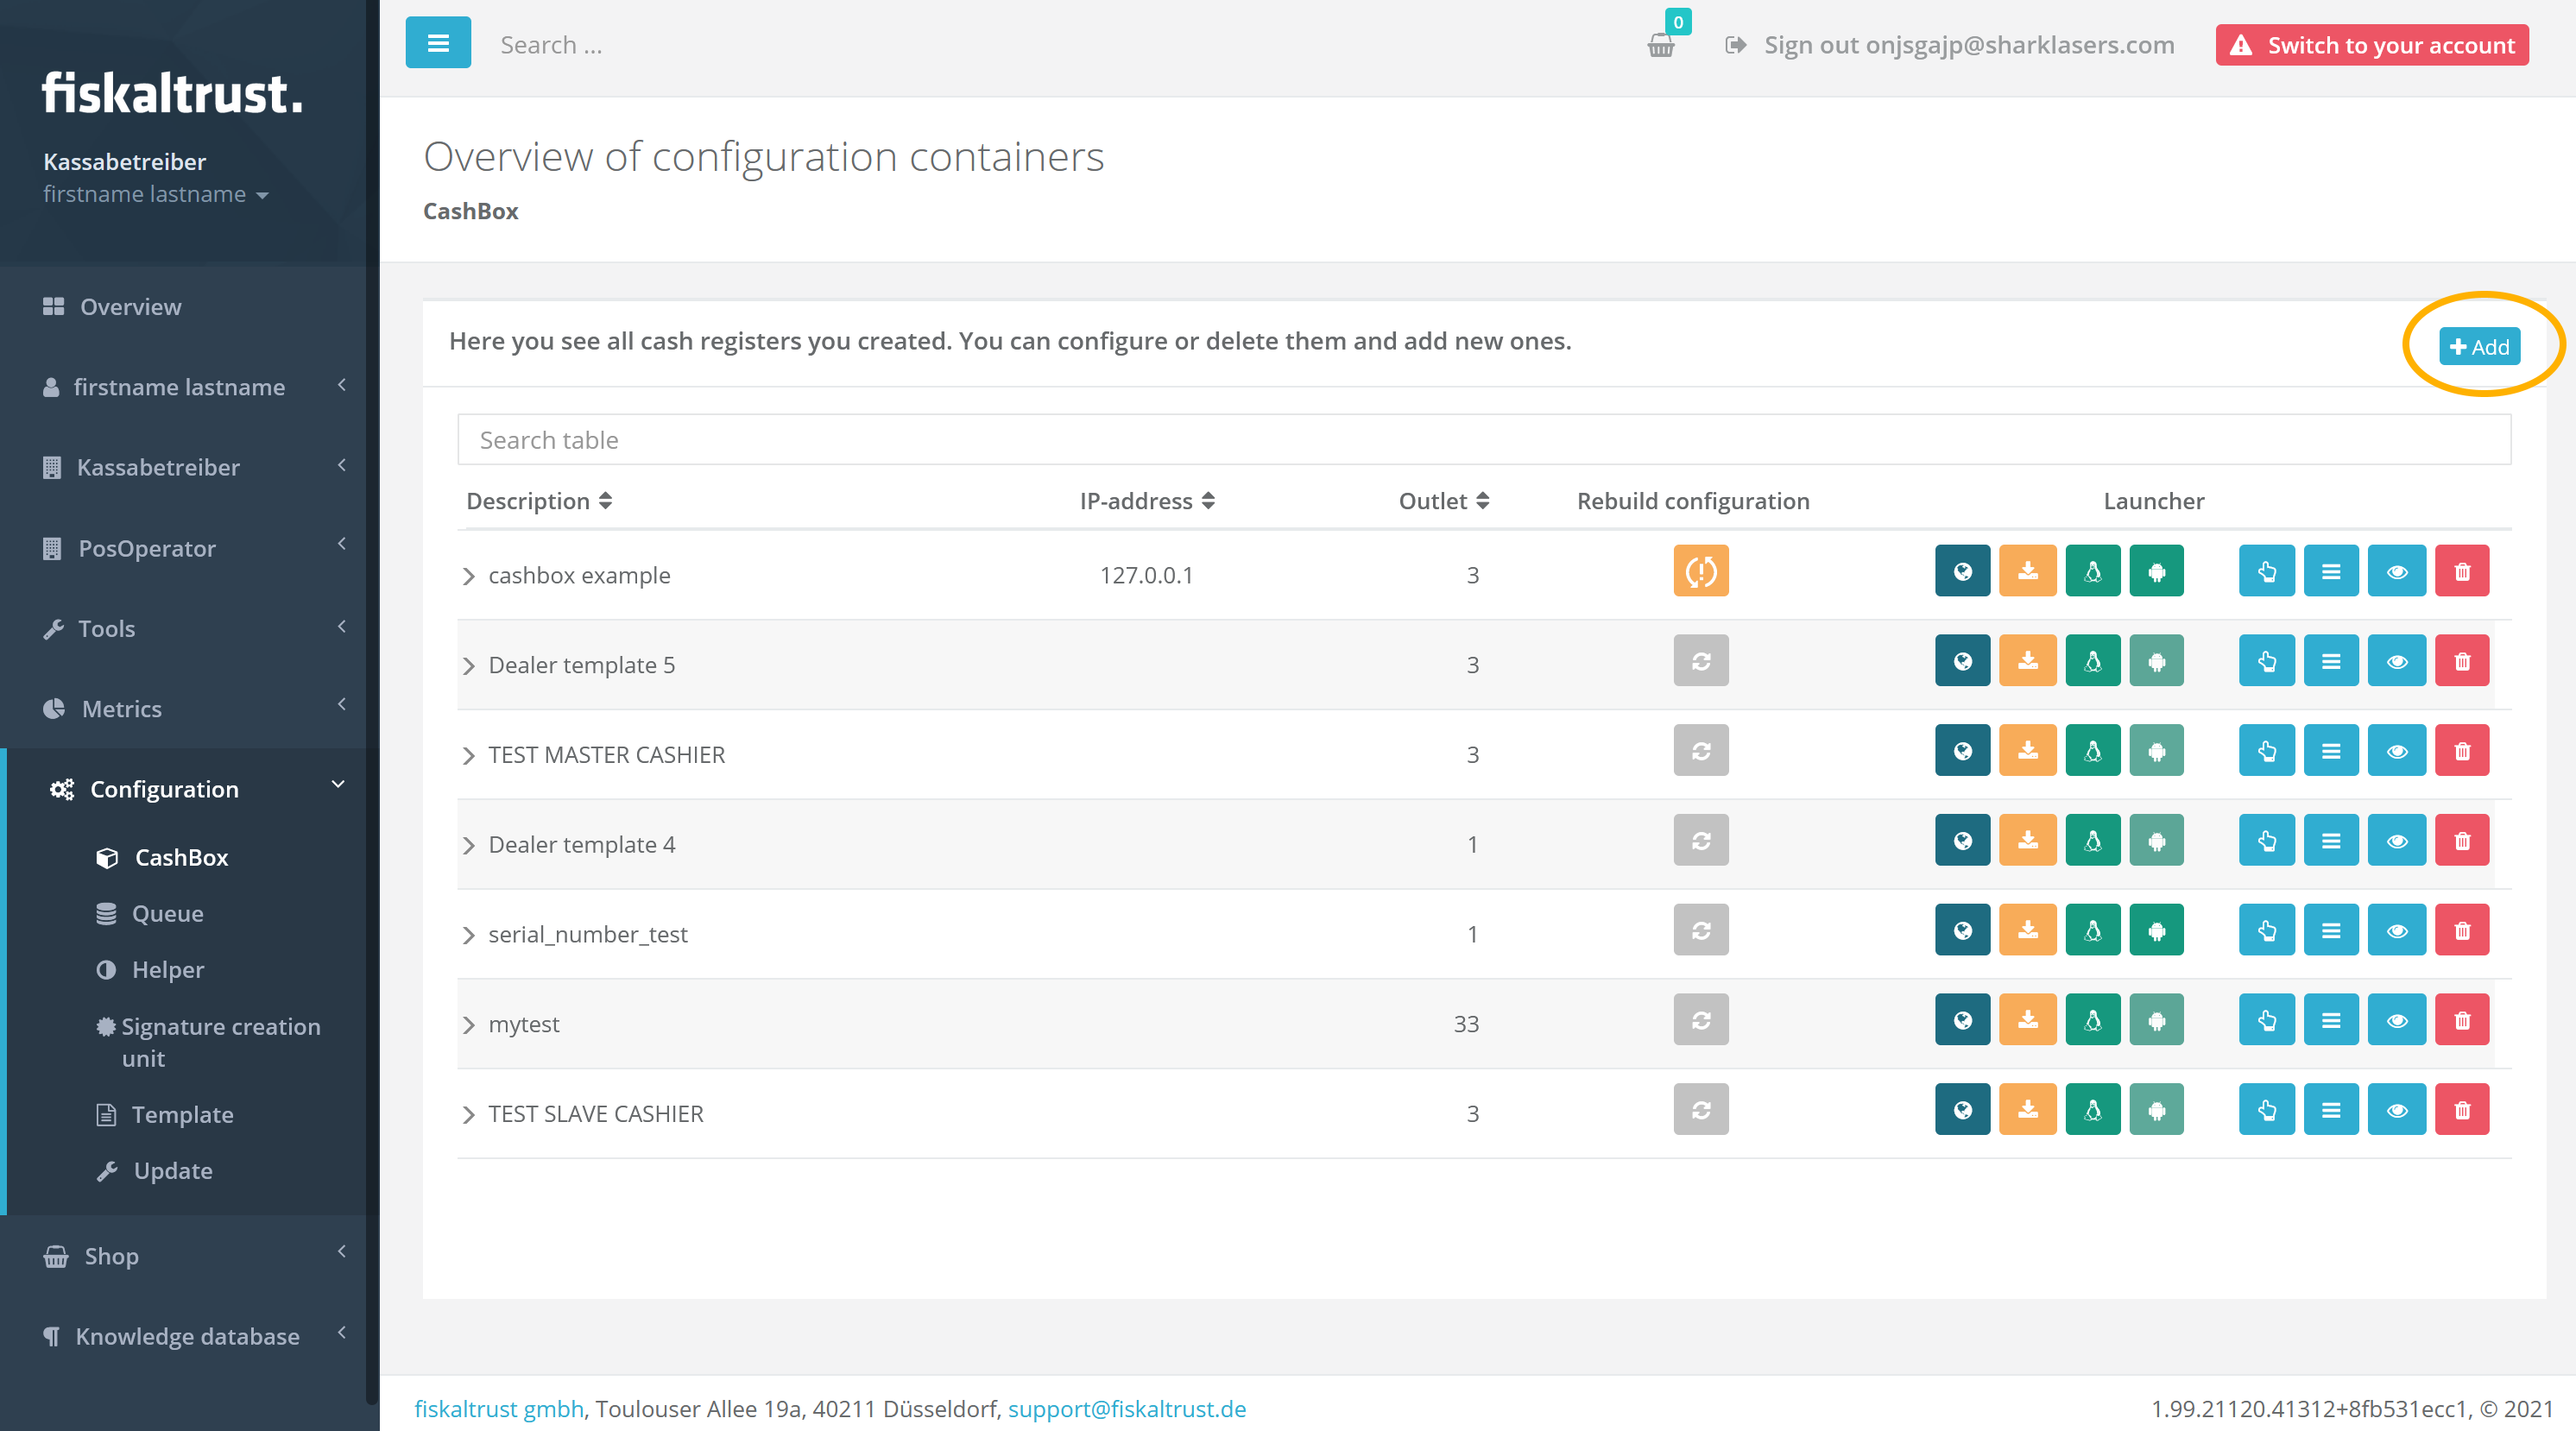 fiskaltrust.
Kassabetreiber
firstname lastname
Overview
firstname lastname
Kassabetreiber
PosOperator
Tools
Metrics
Configuration
CashBox
Queue
Helper
Signature creation
unit
Template
Update
Shop
Knowledge database
Search ...
0
Sign out onjsgajp@sharklasers.com
Switch to your account
Overview of configuration containers
CashBox
Here you see all cash registers you created. You can configure or delete them and add new ones.
Add
Search table
Description IP-address Outlet Rebuild configuration Launcher
cashbox example 127.0.0.1 3
Dealer template 5 3
TEST MASTER CASHIER 3
Dealer template 4 1
serial_number_test 1
mytest 33
TEST SLAVE CASHIER 3
fiskaltrust gmbh, Toulouser Allee 19a, 40211 Düsseldorf, support@fiskaltrust.de
1.99.21120.41312+8fb531ecc1, © 2021